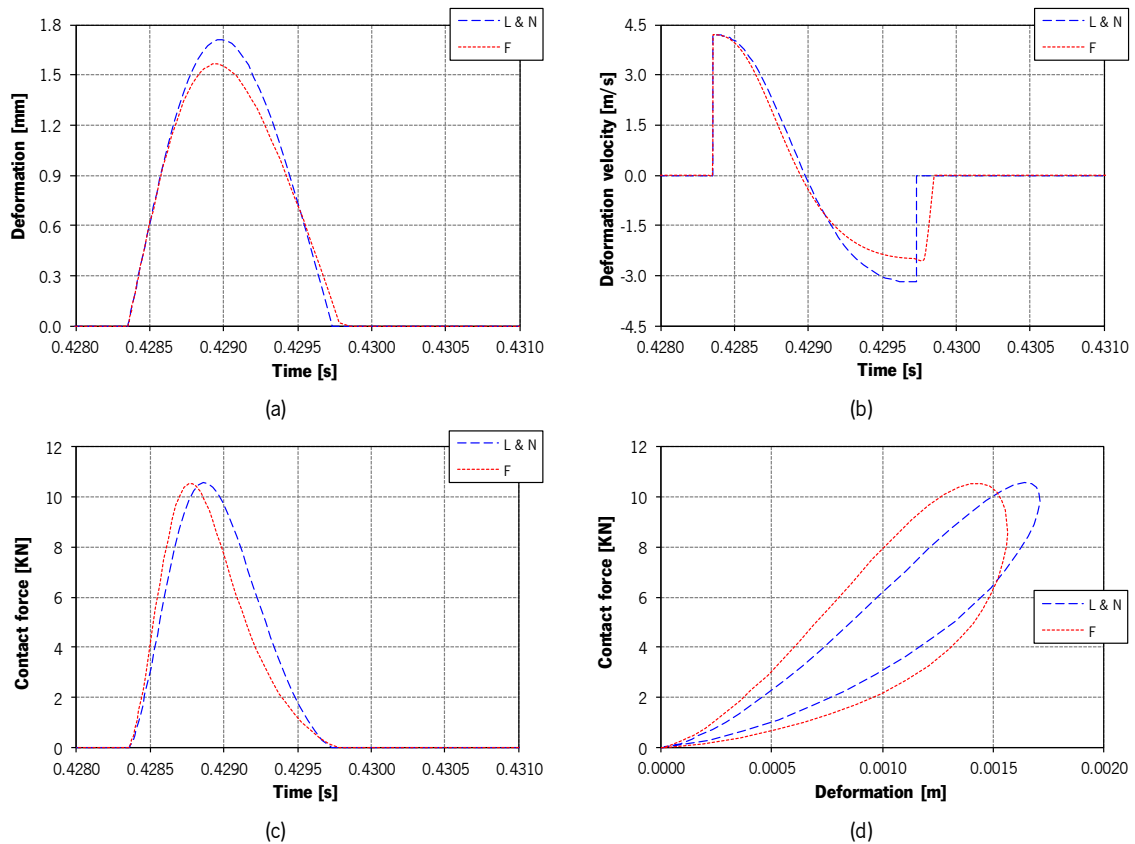 Deformation [mm]
1.8
1.5
1.2
0.9
0.6
0.3
0.0
0.4280 0.4285 0.4290 0.4295 0.4300 0.4305 0.4310
Time [s]
L & N
F
(a)
Deformation velocity [m/s]
4.5
3.0
1.5
0.0
-1.5
-3.0
-4.5
0.4280 0.4285 0.4290 0.4295 0.4300 0.4305 0.4310
Time [s]
L & N
F
(b)
Contact force [KN]
12
10
8
6
4
2
0
0.4280 0.4285 0.4290 0.4295 0.4300 0.4305 0.4310
Time [s]
L & N
F
(c)
Contact force [KN]
12
10
8
6
4
2
0
0.0000 0.0005 0.0010 0.0015 0.0020
Deformation [m]
L & N
F
(d)